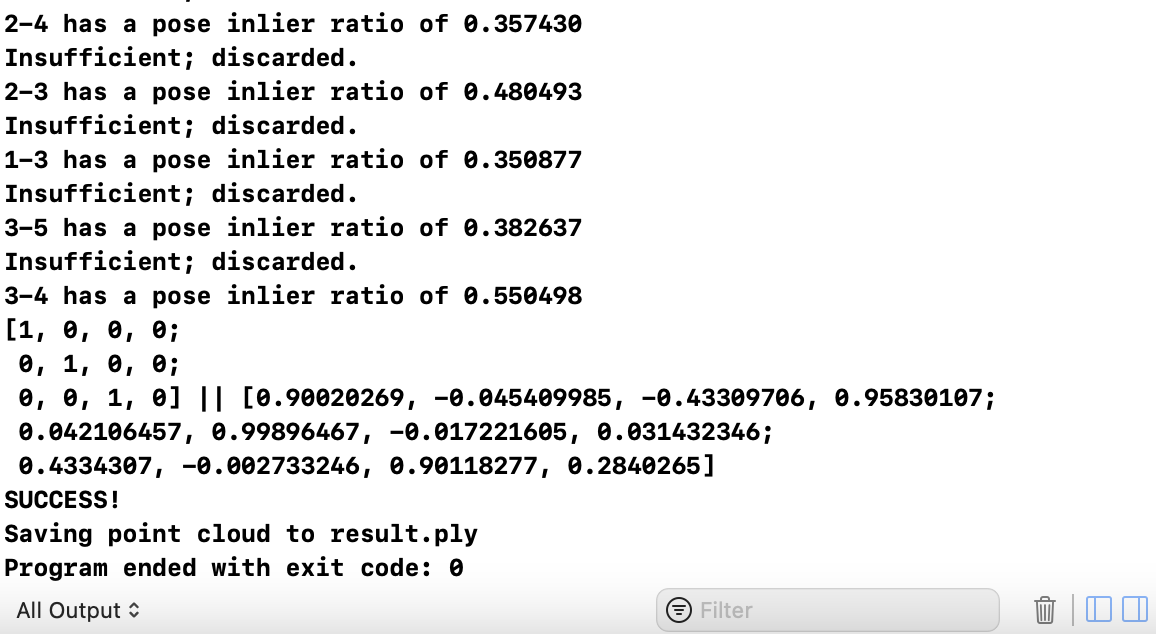 2-4 has a pose inlier ratio of 0.357430
Insufficient; discarded.
2-3 has a pose inlier ratio of 0.480493
Insufficient; discarded.
1-3 has a pose inlier ratio of 0.350877
Insufficient; discarded.
3-5 has a pose inlier ratio of 0.382637
Insufficient; discarded.
3-4 has a pose inlier ratio of 0.550498
[1, 0, 0, 0;
 0, 1, 0, 0;
 0, 0, 1, 0] || [0.90020269, -0.045409985, -0.43309706, 0.95830107;
 0.042106457, 0.99896467, -0.017221605, 0.031432346;
 0.4334307, -0.002733246, 0.90118277, 0.2840265]
SUCCESS!
Saving point cloud to result.ply
Program ended with exit code: 0
All Output
Filter